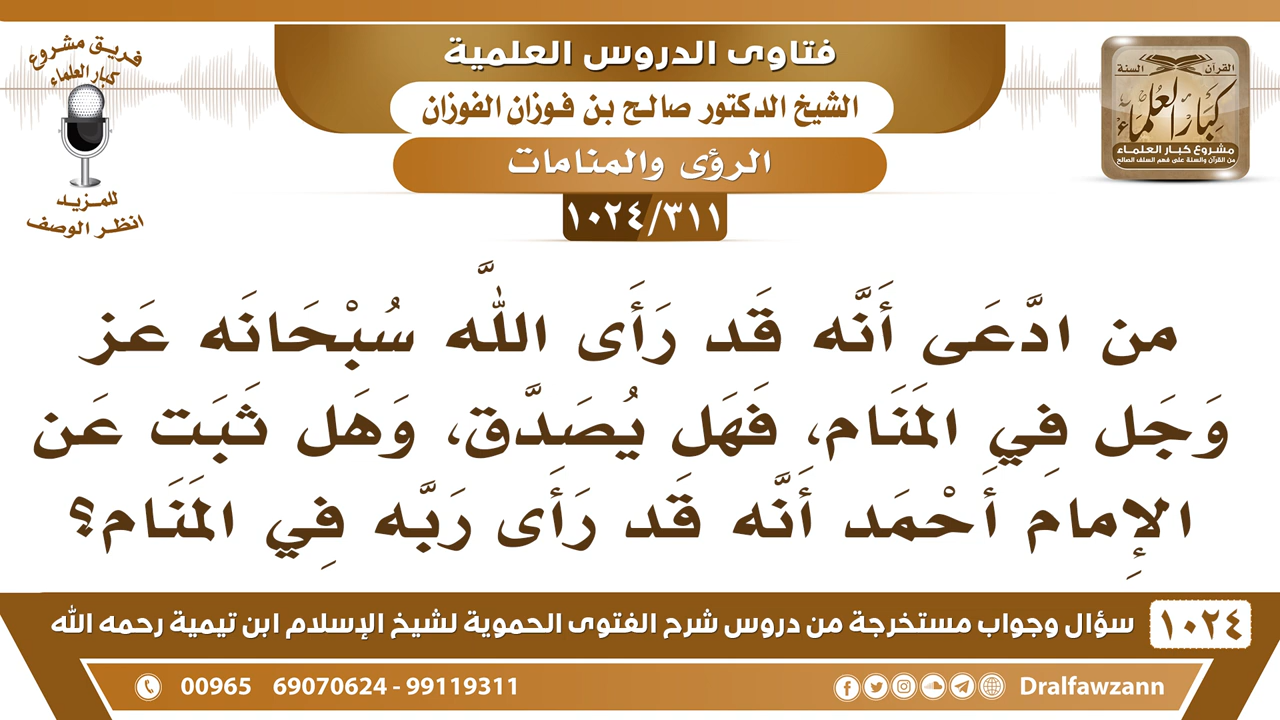 فتاوى الدروس العلمية
الشيخ الدكتور صالح بن فوزان الفوزان
الرؤى والمنامات
٣١١/١٠٢٤
فريق مشروع
كبار العلماء
للمزيد
انظر الوصف
القرآن السنة
كبار العلماء
مشروع كبار العلماء
من القرآن والسنة على فهم السلف الصالح
من ادَّعَى أَنَّه قَد رَأَى اللَّه سُبْحَانَه عَز
وَجَل فِي المَنَام، فَهَل يُصَدَّق، وَهَل ثَبَت عَن
الإِمَامِ أَحْمَد أَنَّه قَد رَأَى رَبَّه فِي المَنَام؟
١٠٢٤ سؤال وجواب مستخرجة من دروس شرح الفتوى الحموية لشيخ الإسلام ابن تيمية رحمه الله
00965 69070624 - 99119311
Dralfawzann